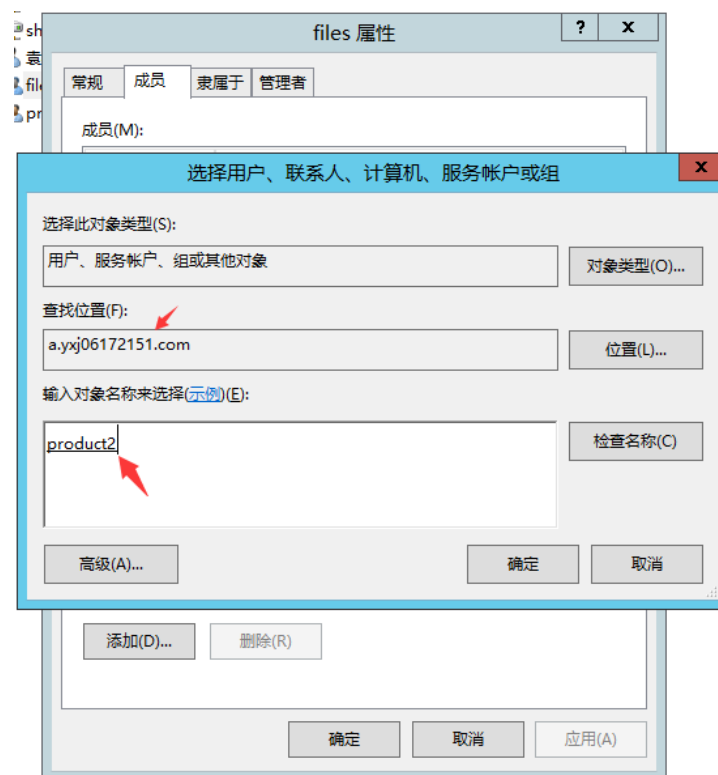 sh
files 属性
?
x
袁
file
常规 成员 隶属于 管理者
pr
成员(M):
选择用户、联系人、计算机、服务帐户或组
x
选择此对象类型(S):
用户、服务帐户、组或其他对象
对象类型(O)...
查找位置(F):
a.yxj06172151.com
位置(L)...
输入对象名称来选择(示例)(E):
product2
检查名称(C)
高级(A)...
确定
取消
添加(D)...
删除(R)
确定
取消
应用(A)